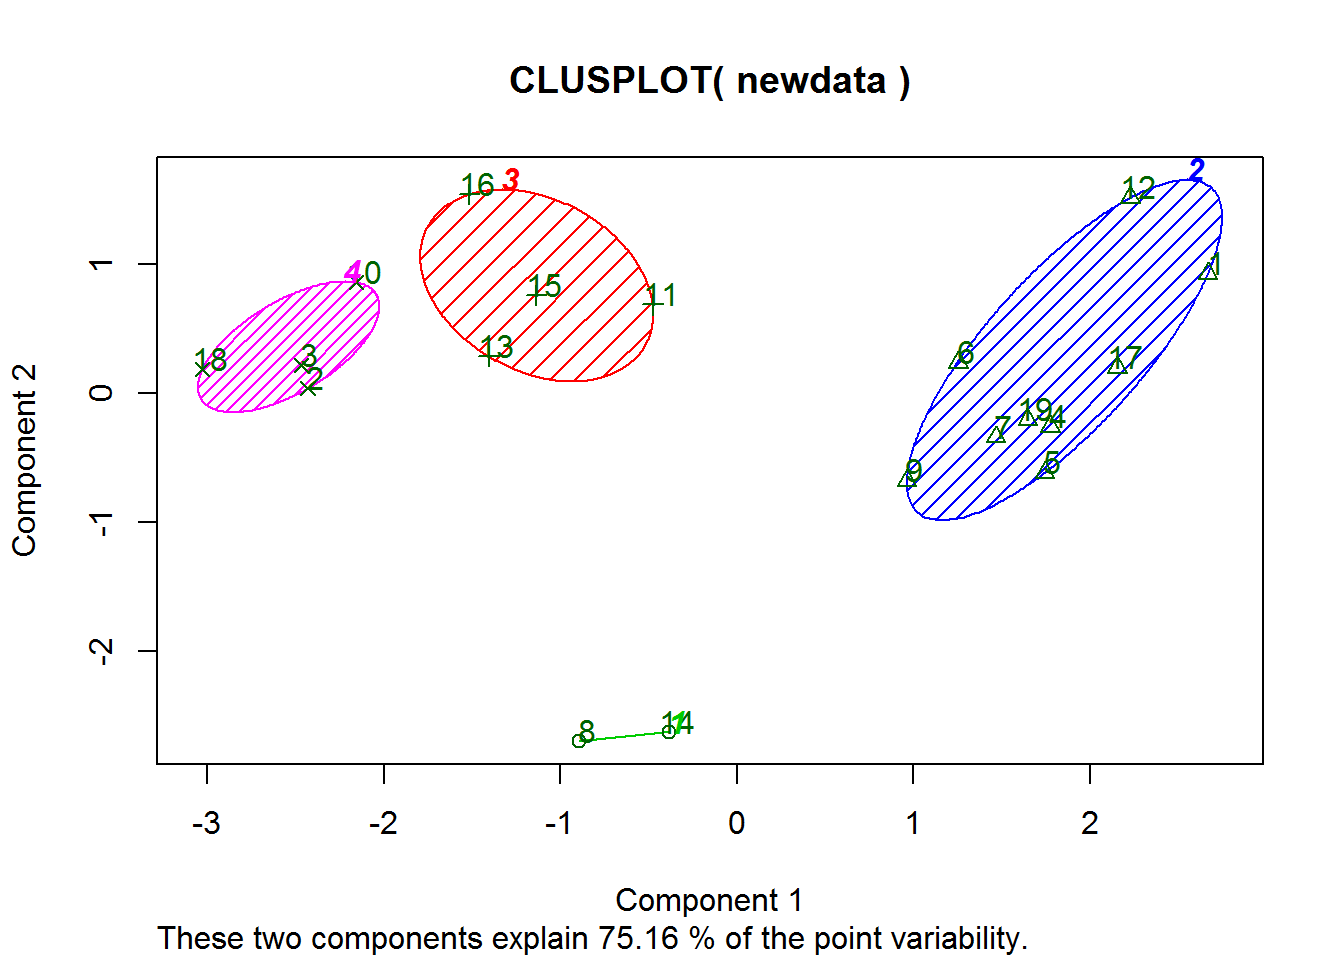 CLUSPLOT( newdata )
16 3 2 12
4 0 1
15 11
18 3 13 6 17
2
7 19 4
9 5
8 14 1
1
0
-1
-2
Component 2
-3 -2 -1 0 1 2
Component 1
These two components explain 75.16 % of the point variability.